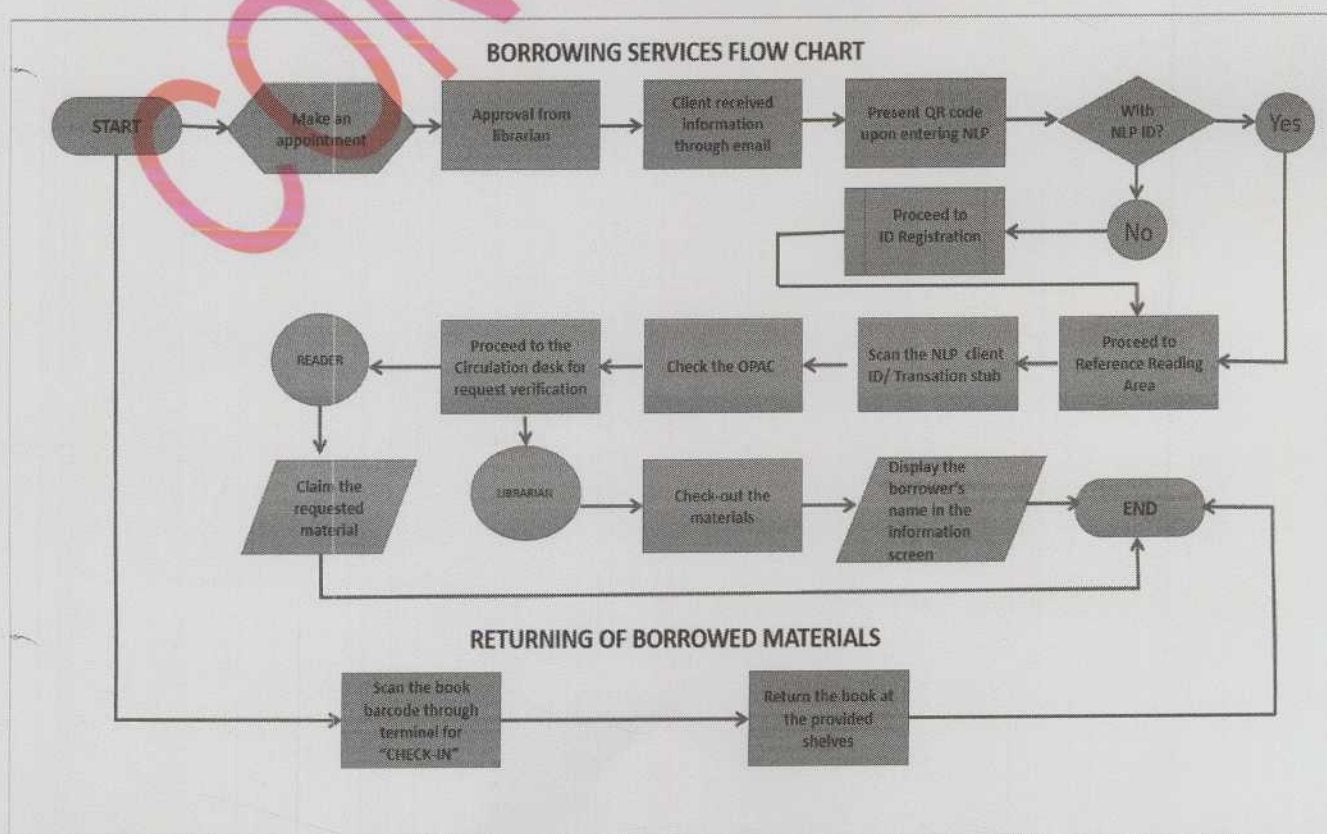 CON
BORROWING SERVICES FLOW CHART
START
Make an
appointment
Approval from
librarian
Client received
information
through email
Present QR code
upon entering NLP
With
NLP ID?
Yes
No
Proceed to
ID Registration
Proceed to
Reference Reading
Area
Scan the NLP client
ID/ Transation stub
Check the OPAC
Proceed to the
Circulation desk for
request verification
READER
Claim the
requested
material
LIBRARIAN
Check-out the
materials
Display the
borrower's
name in the
information
screen
END
RETURNING OF BORROWED MATERIALS
Scan the book
barcode through
terminal for
"CHECK-IN"
Return the book at
the provided
shelves